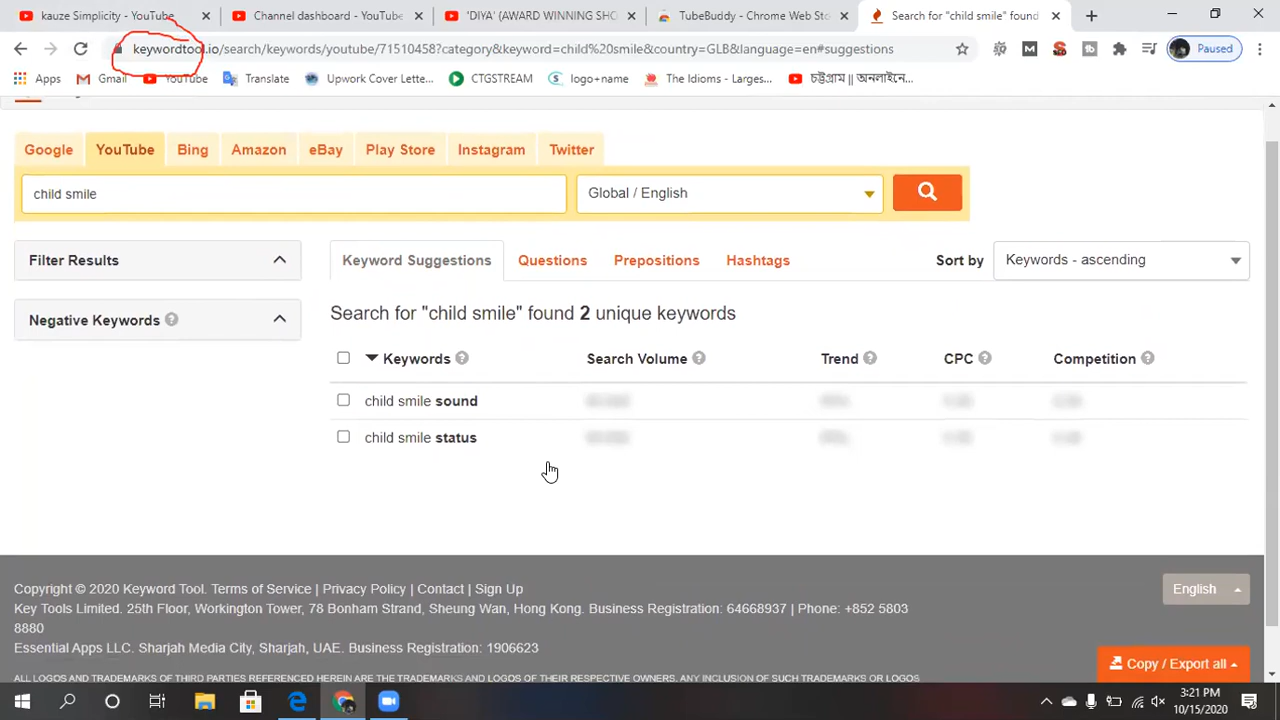 kauze Simplicity - YouTube
Channel dashboard - YouTube
'DIYA' (AWARD WINNING SHO
TubeBuddy - Chrome Web Sto
Search for "child smile" found
keywordtool.io/search/keywords/youtube/71510458?category&keyword=child%20smile&country=GLB&language=en#suggestions
Paused
Apps
Gmail
YouTube
Translate
Upwork Cover Letter...
CTGSTREAM
logo+name
The Idioms - Larges...
চট্টগ্রাম || অনলাইনে...
Google
YouTube
Bing
Amazon
eBay
Play Store
Instagram
Twitter
child smile
Global / English
Filter Results
Negative Keywords ?
Keyword Suggestions
Questions
Prepositions
Hashtags
Sort by
Keywords - ascending
Search for "child smile" found 2 unique keywords
Keywords ?
Search Volume ?
Trend ?
CPC ?
Competition ?
child smile sound
child smile status
Copyright © 2020 Keyword Tool. Terms of Service | Privacy Policy | Contact | Sign Up
Key Tools Limited. 25th Floor, Workington Tower, 78 Bonham Strand, Sheung Wan, Hong Kong. Business Registration: 64668937 | Phone: +852 5803
8880
Essential Apps LLC. Sharjah Media City, Sharjah, UAE. Business Registration: 1906623
ALL LOGOS AND TRADEMARKS OF THIRD PARTIES REFERENCED HEREIN ARE THE TRADEMARKS AND LOGOS OF THEIR RESPECTIVE OWNERS. ANY INCLUSION OF SUCH TRADEMARKS OR LOGOS
English
Copy / Export all
3:21 PM
10/15/2020